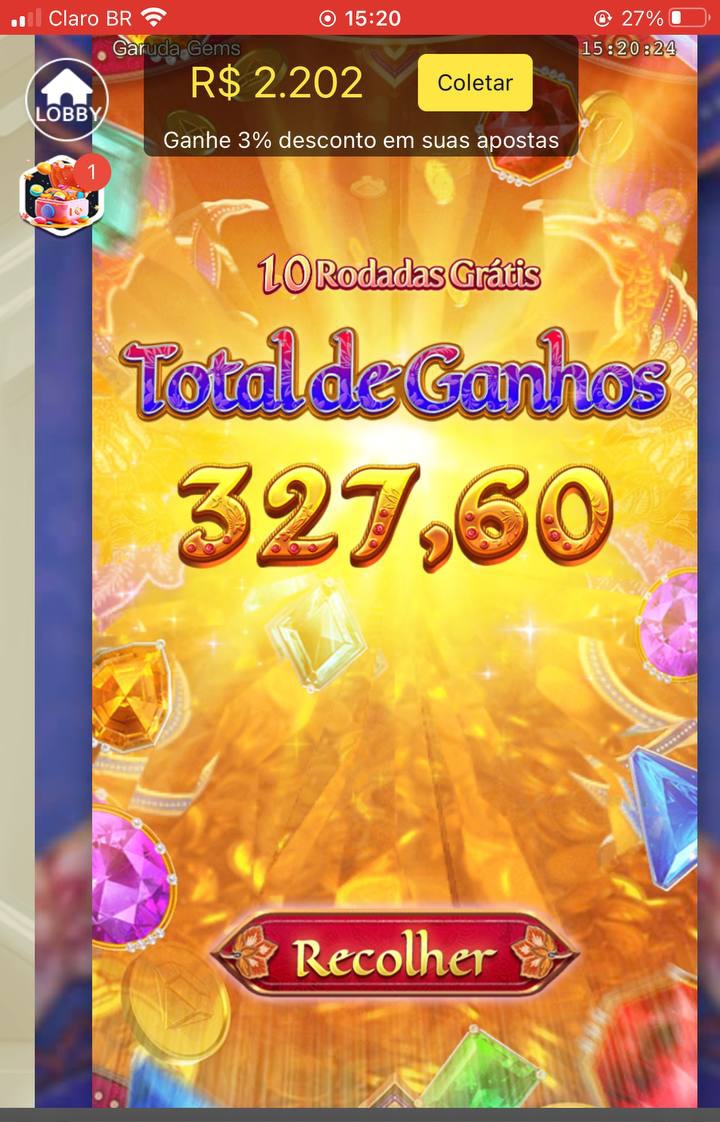 Claro BR
15:20
27%
Garuda Gems
15:20:24
R$ 2.202
Coletar
Ganhe 3% desconto em suas apostas
LOBBY
1
10 Rodadas Grátis
Total de Ganhos
327,60
Recolher